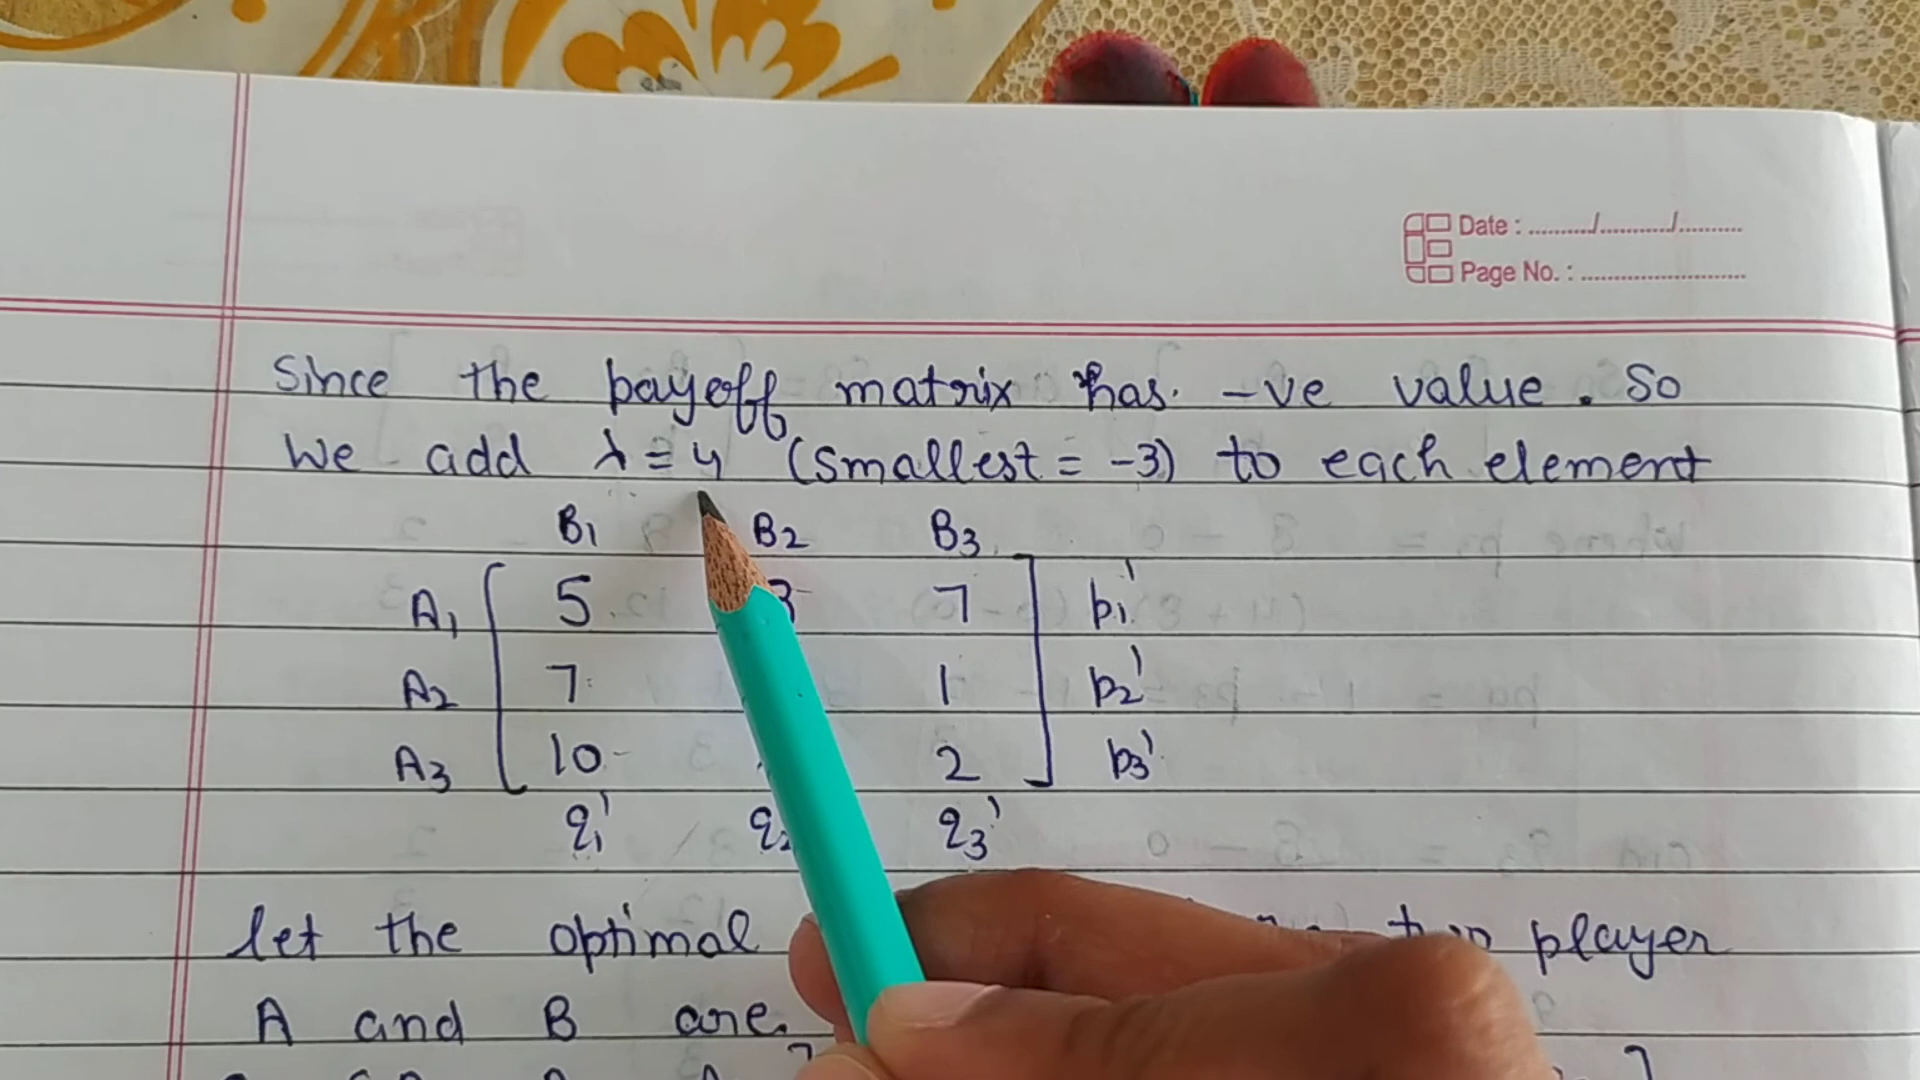 Date : ........./.........../..........
Page No. : .........................
Since the payoff matrix has -ve value. So
We add λ = 4 (smallest = -3) to each element
B1 B2 B3
A1 5 3 7 p1'
A2 7 1 p2'
A3 10 2 p3'
q1' q3'
let the optimal player
A and B are.